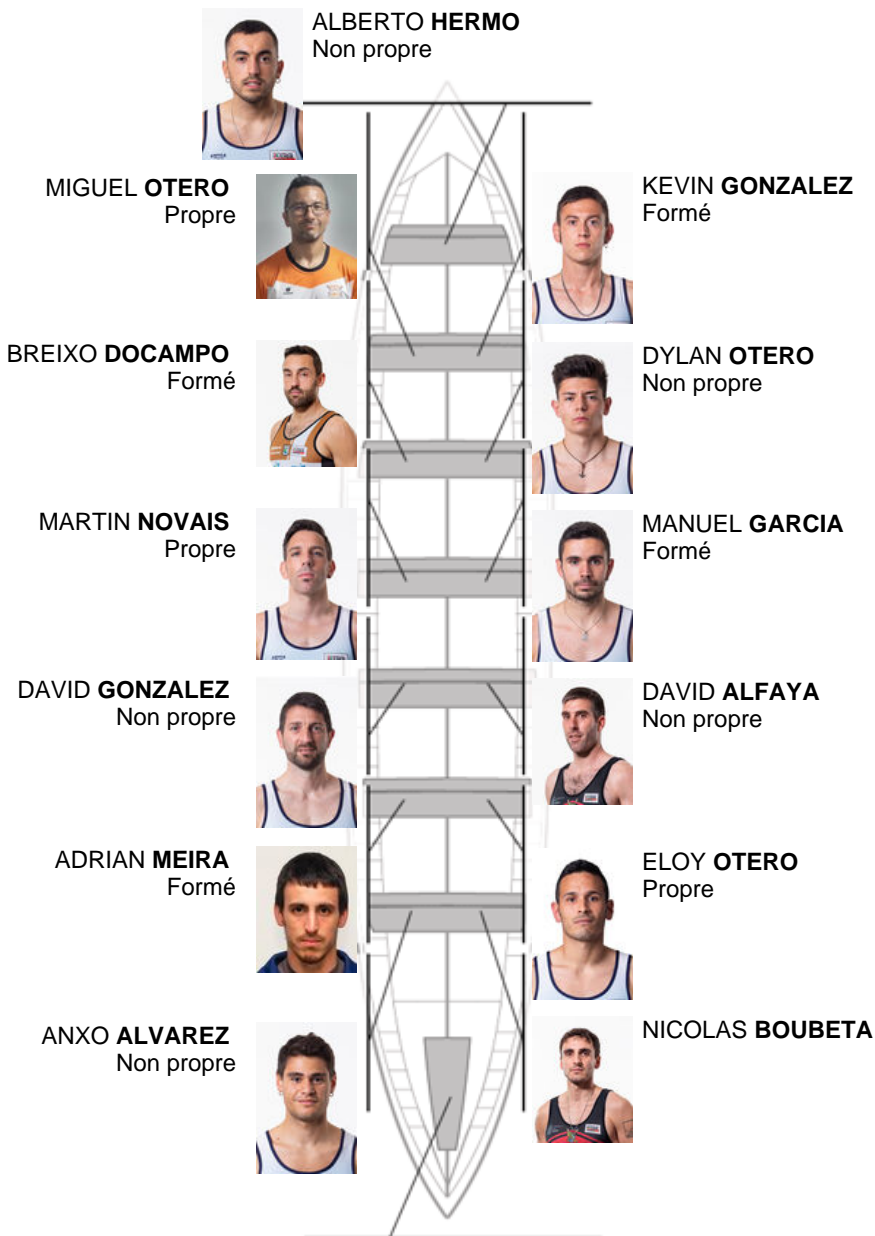 ALBERTO HERMO
Non propre
MIGUEL OTERO
Propre
KEVIN GONZALEZ
Formé
BREIXO DOCAMPO
Formé
DYLAN OTERO
Non propre
MARTIN NOVAIS
Propre
MANUEL GARCIA
Formé
DAVID GONZALEZ
Non propre
DAVID ALFAYA
Non propre
ADRIAN MEIRA
Formé
ELOY OTERO
Propre
ANXO ALVAREZ
Non propre
NICOLAS BOUBETA